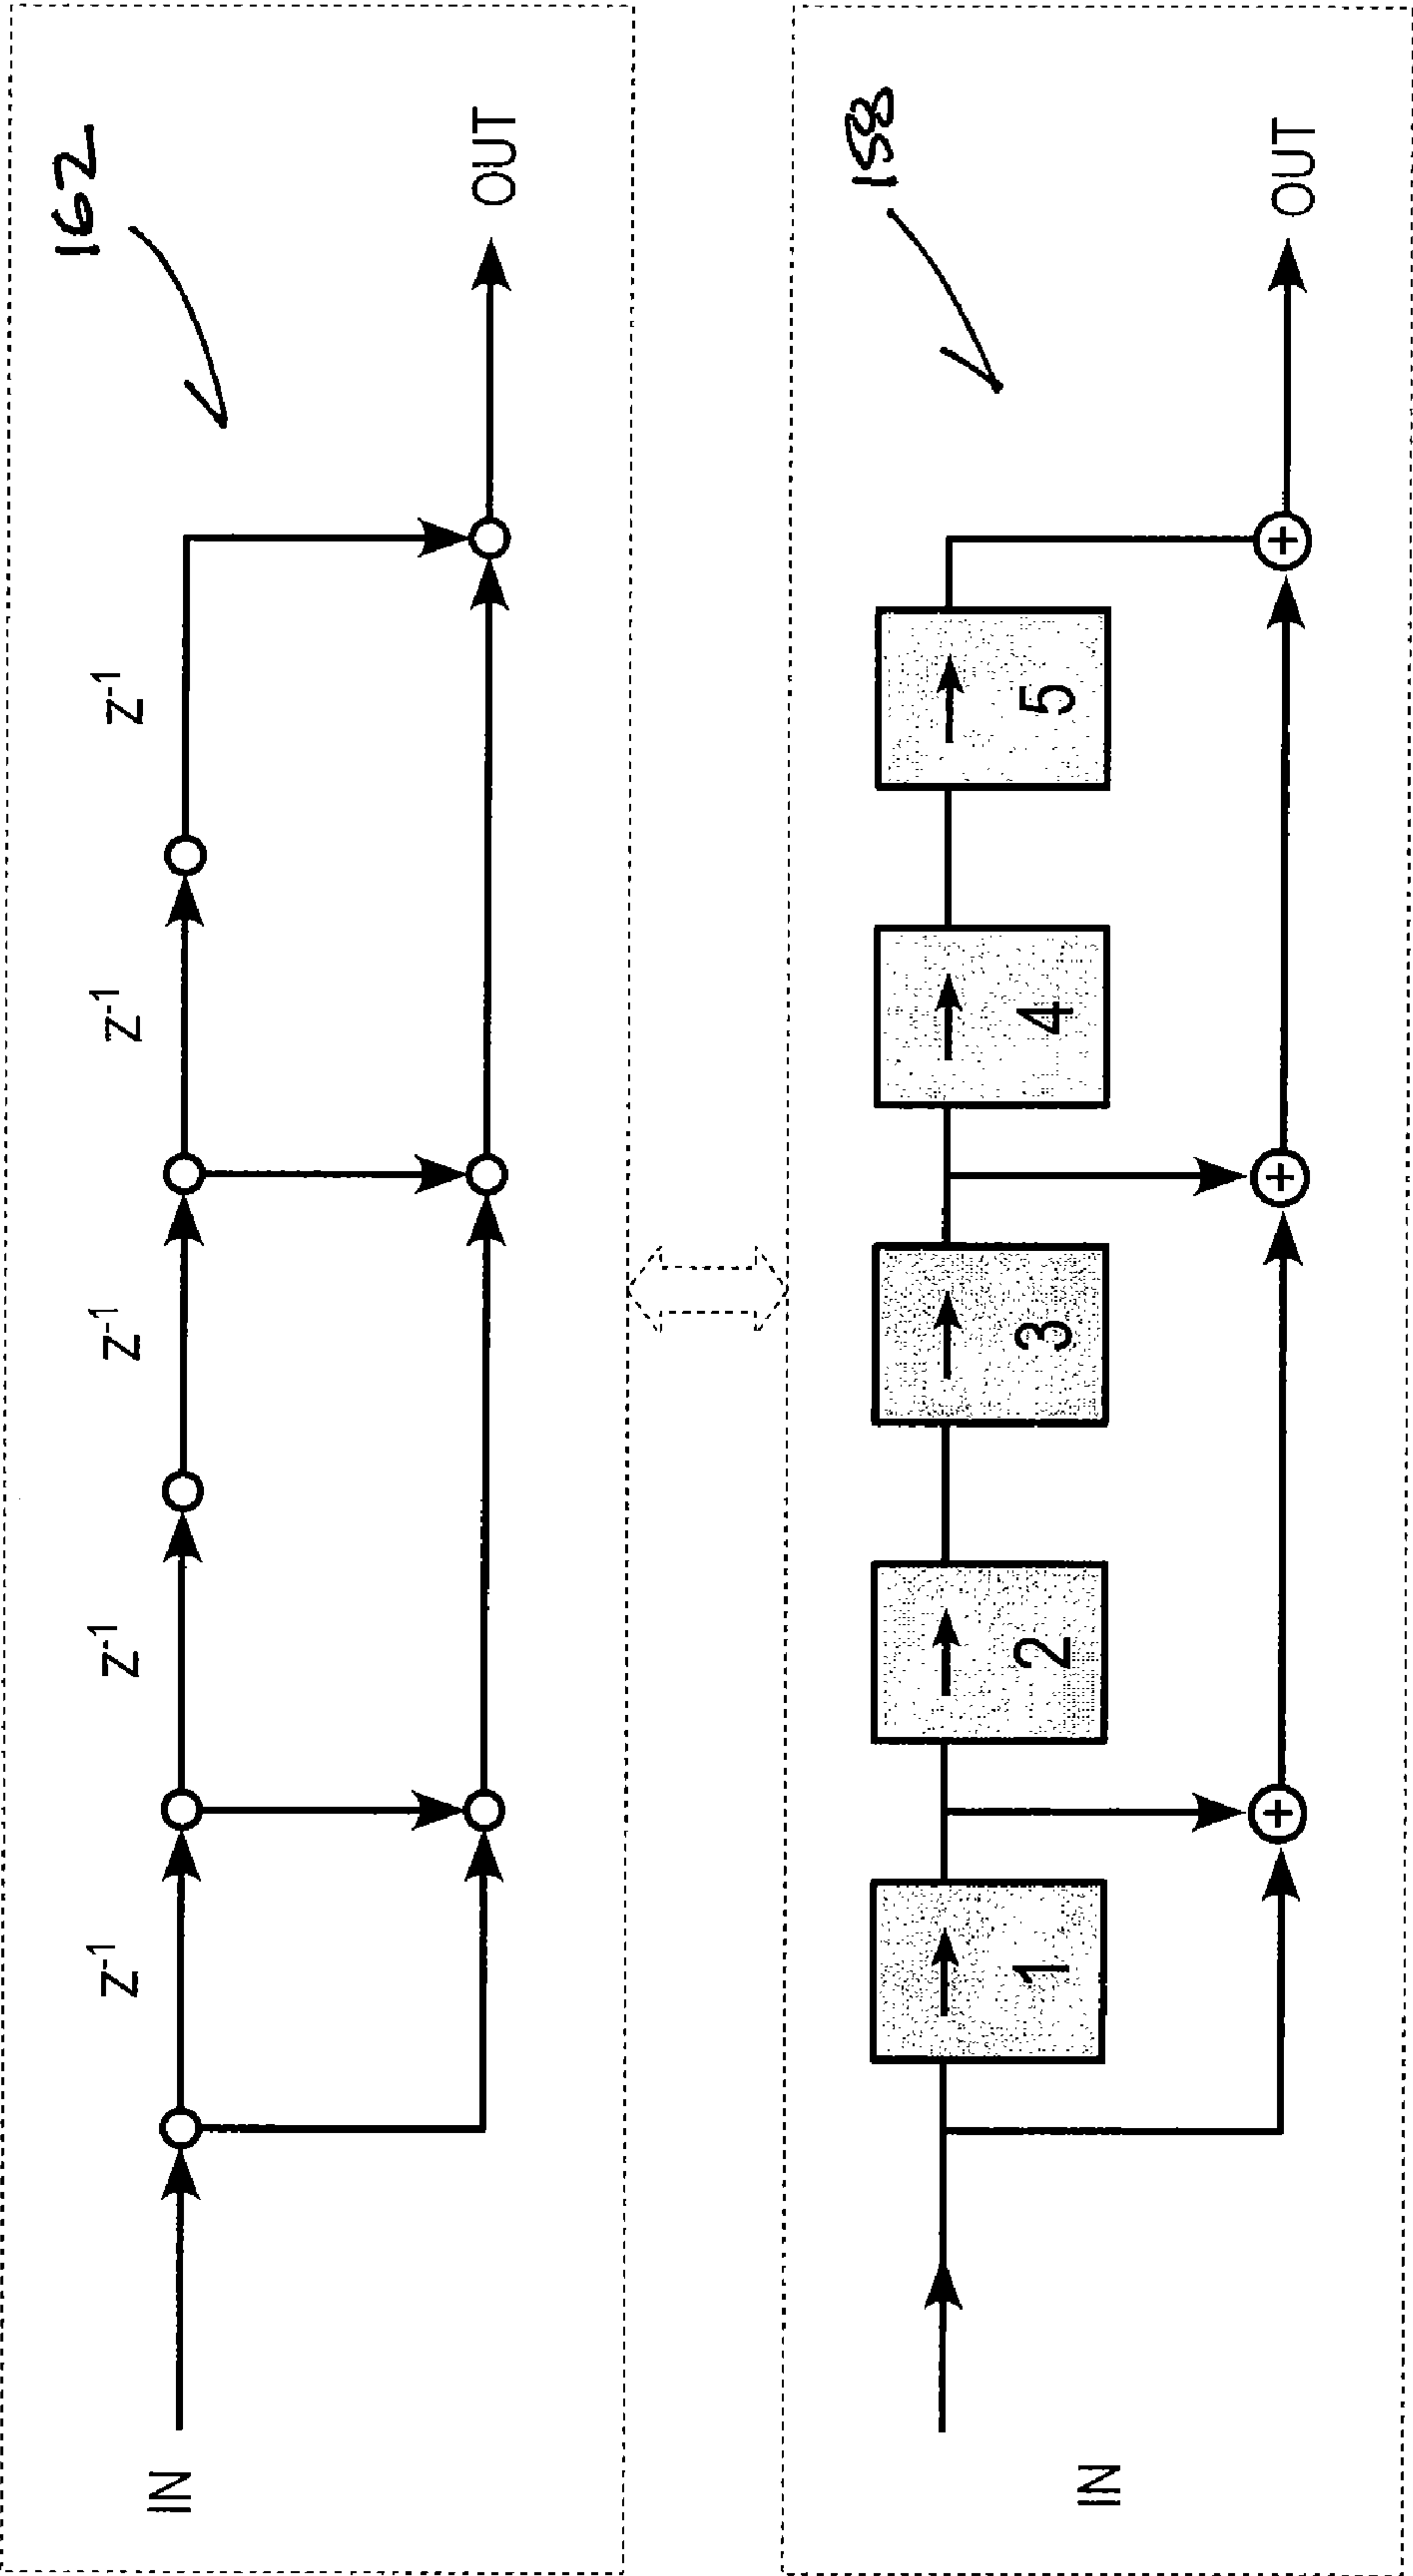 162
Z⁻¹ Z⁻¹ Z⁻¹ Z⁻¹ Z⁻¹
IN
OUT
158
1 2 3 4 5
+ + +
IN
OUT